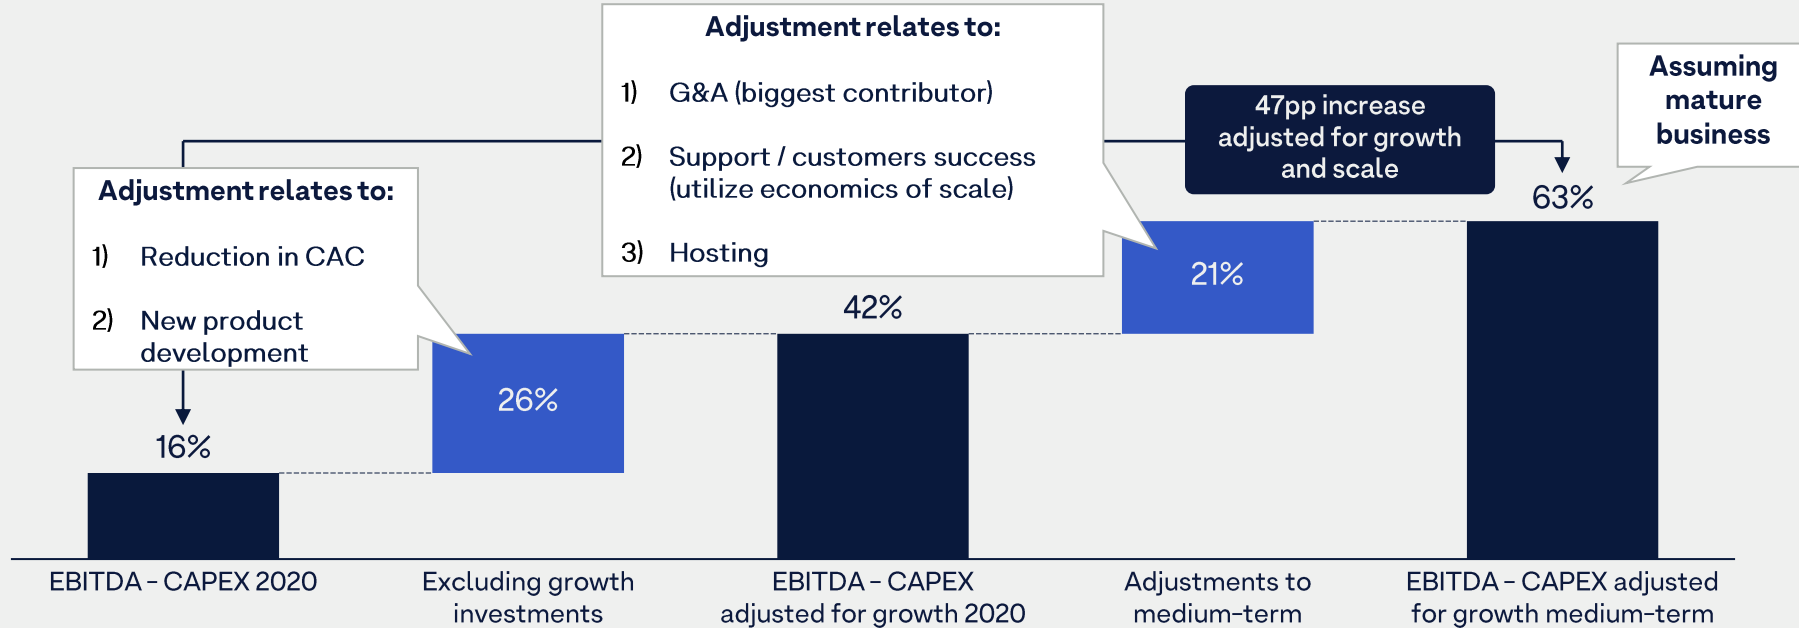 Adjustment relates to:
1) G&A (biggest contributor)
2) Support / customers success
(utilize economics of scale)
3) Hosting
47pp increase
adjusted for growth
and scale
Assuming
mature
business
Adjustment relates to:
1) Reduction in CAC
2) New product
development
16%
26%
42%
21%
63%
EBITDA - CAPEX 2020
Excluding growth
investments
EBITDA - CAPEX
adjusted for growth 2020
Adjustments to
medium-term
EBITDA - CAPEX adjusted
for growth medium-term